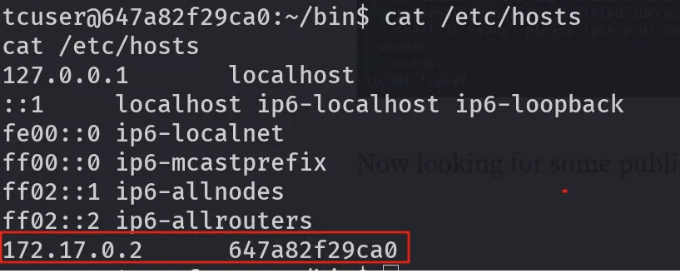 tcuser@647a82f29ca0:~/bin$ cat /etc/hosts
cat /etc/hosts
127.0.0.1 localhost
::1 localhost ip6-localhost ip6-loopback
fe00::0 ip6-localnet
ff00::0 ip6-mcastprefix
ff02::1 ip6-allnodes
ff02::2 ip6-allrouters
172.17.0.2 647a82f29ca0
Now looking for some publi